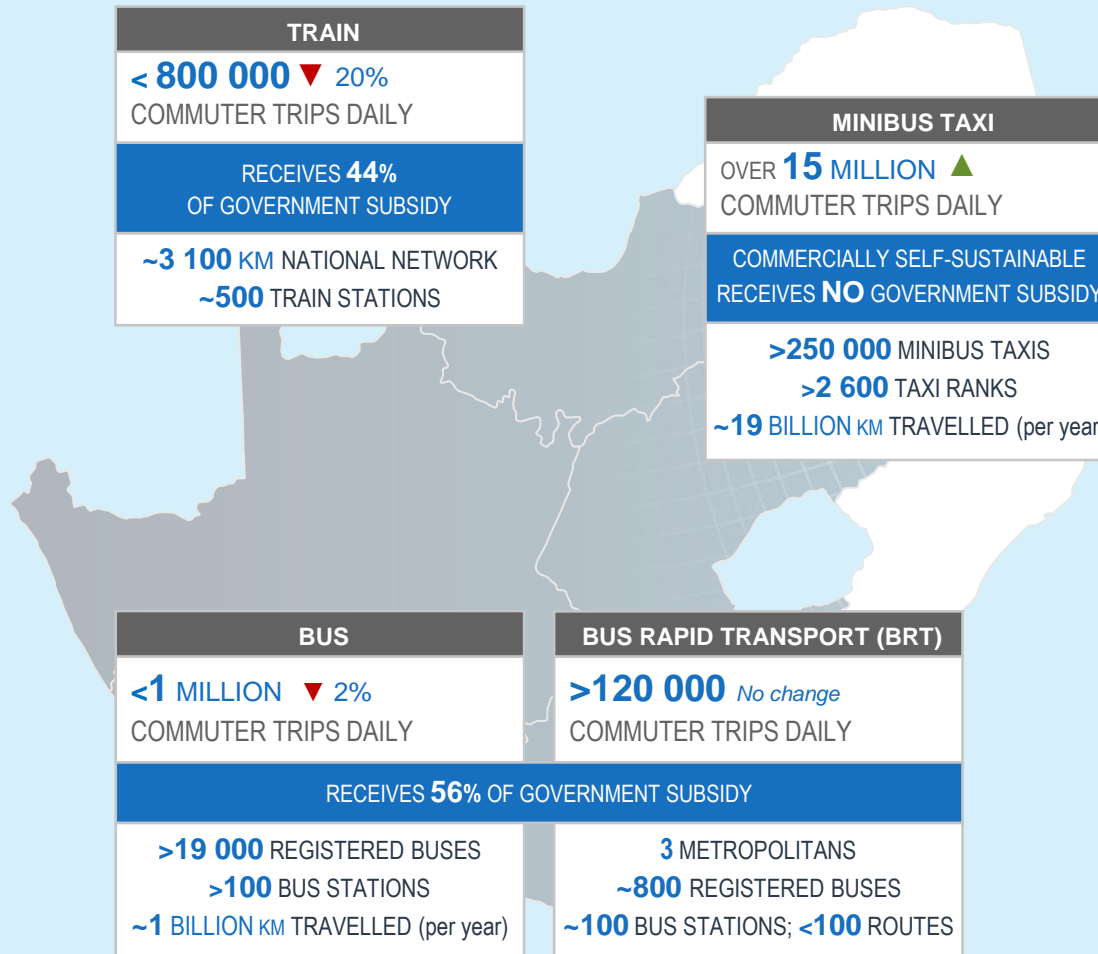 TRAIN
< 800 000 ▼ 20%
COMMUTER TRIPS DAILY
RECEIVES 44%
OF GOVERNMENT SUBSIDY
~3 100 KM NATIONAL NETWORK
~500 TRAIN STATIONS
MINIBUS TAXI
OVER 15 MILLION ▲
COMMUTER TRIPS DAILY
COMMERCIALLY SELF-SUSTAINABLE
RECEIVES NO GOVERNMENT SUBSIDY
>250 000 MINIBUS TAXIS
>2 600 TAXI RANKS
~19 BILLION KM TRAVELLED (per year
BUS
<1 MILLION ▼ 2%
COMMUTER TRIPS DAILY
BUS RAPID TRANSPORT (BRT)
>120 000 No change
COMMUTER TRIPS DAILY
RECEIVES 56% OF GOVERNMENT SUBSIDY
>19 000 REGISTERED BUSES
>100 BUS STATIONS
~1 BILLION KM TRAVELLED (per year)
3 METROPOLITANS
~800 REGISTERED BUSES
~100 BUS STATIONS; <100 ROUTES